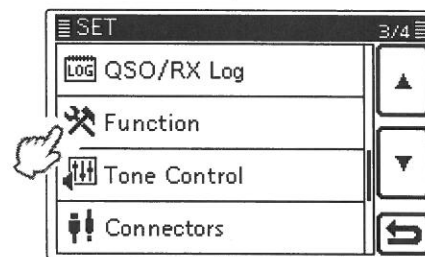 SET
3/4
LOG QSO/RX Log
Function
Tone Control
Connectors